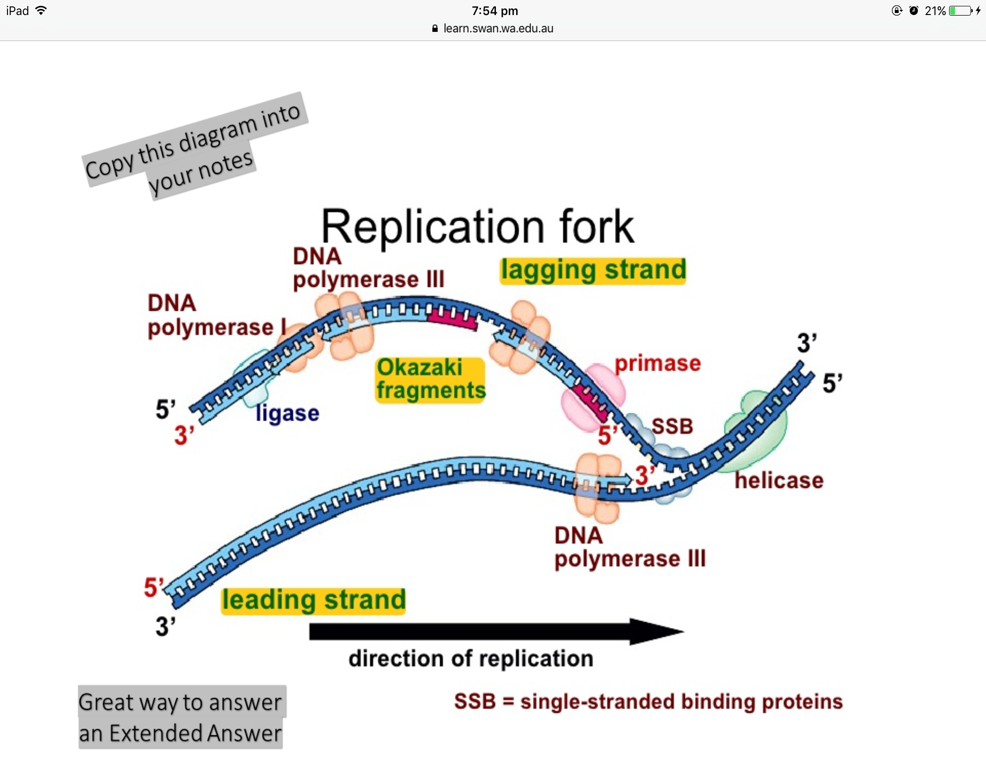 iPad
7:54 pm
21%
learn.swan.wa.edu.au
Copy this diagram into
your notes
Replication fork
DNA
polymerase III
lagging strand
DNA
polymerase I
3’
primase
Okazaki
fragments
5’
5’
ligase
3’
5’
SSB
3’
helicase
DNA
polymerase III
5’
leading strand
3’
direction of replication
Great way to answer
an Extended Answer
SSB = single-stranded binding proteins